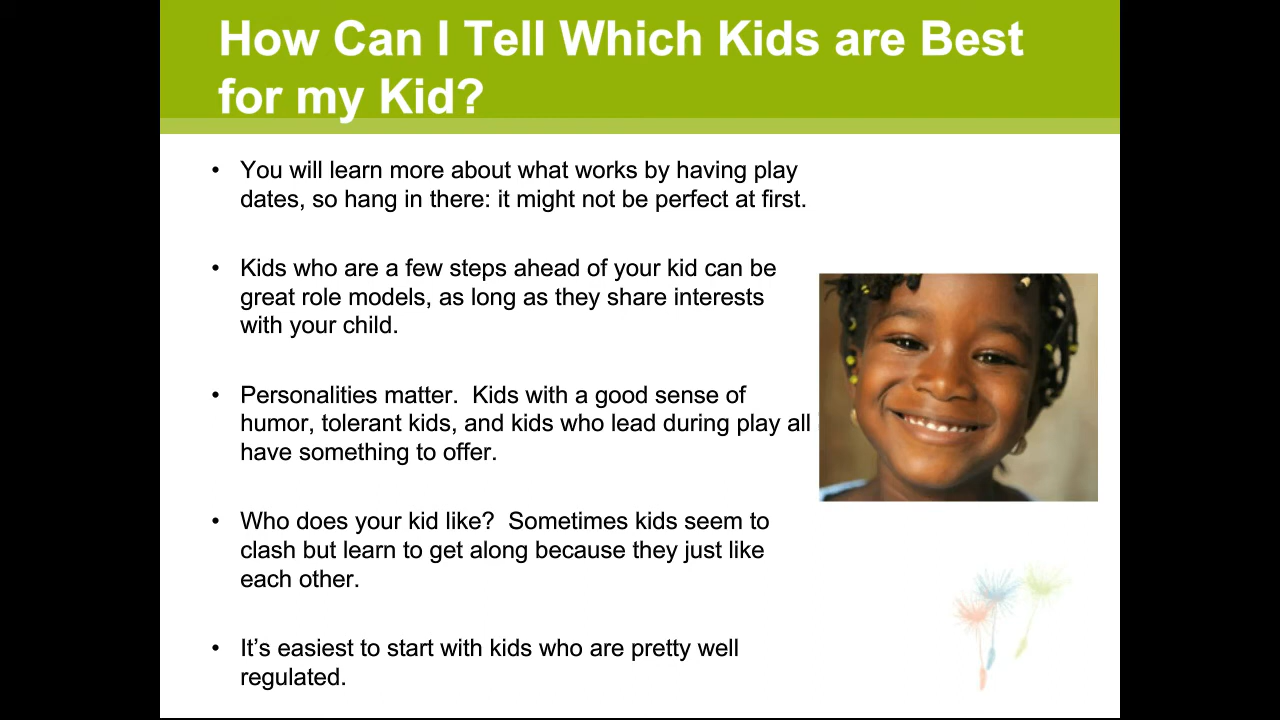 How Can I Tell Which Kids are Best
for my Kid?
• You will learn more about what works by having play
dates, so hang in there: it might not be perfect at first.
• Kids who are a few steps ahead of your kid can be
great role models, as long as they share interests
with your child.
• Personalities matter.  Kids with a good sense of
humor, tolerant kids, and kids who lead during play all
have something to offer.
• Who does your kid like?  Sometimes kids seem to
clash but learn to get along because they just like
each other.
• It’s easiest to start with kids who are pretty well
regulated.